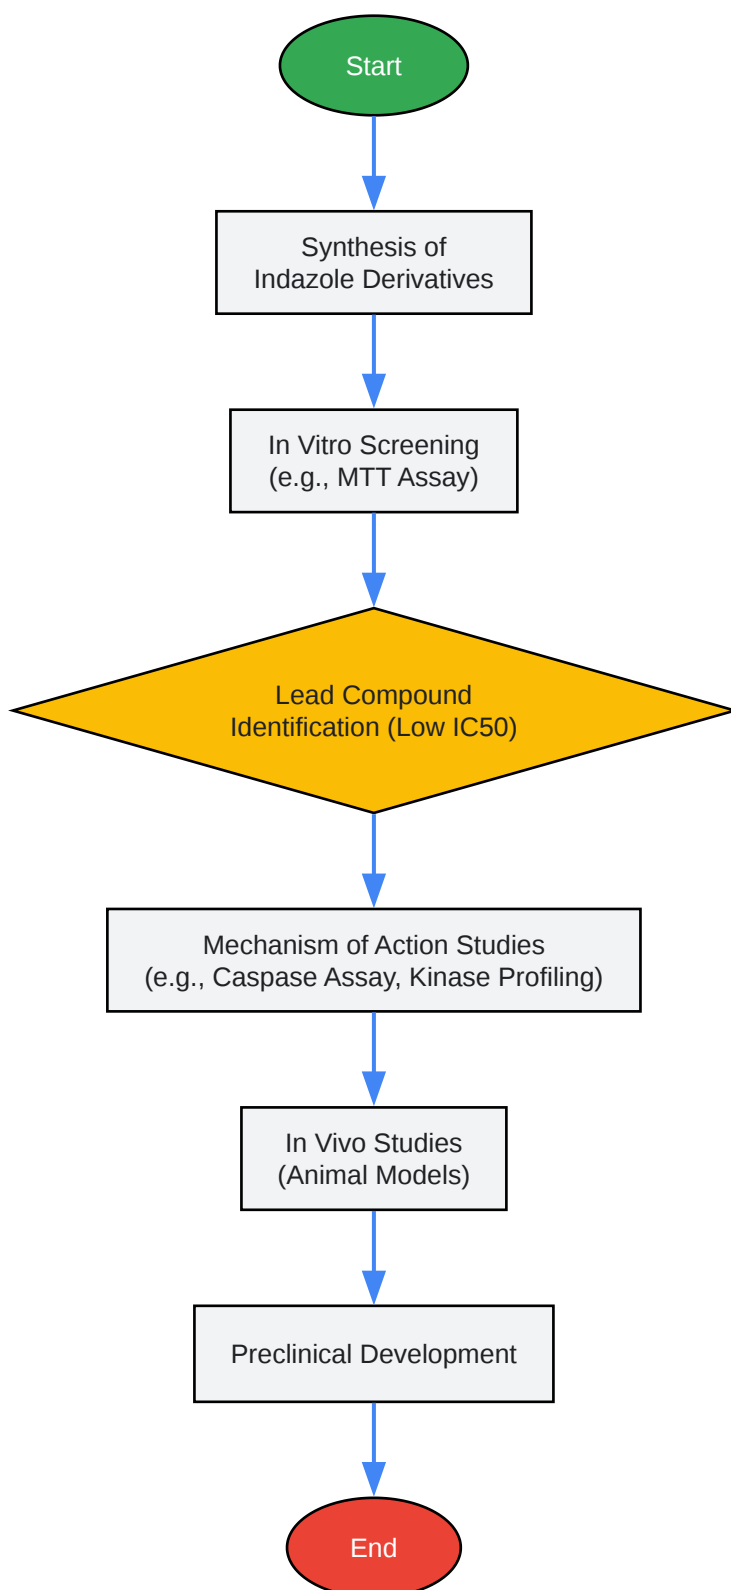 Start
Synthesis of
Indazole Derivatives
In Vitro Screening
(e.g., MTT Assay)
Lead Compound
Identification (Low IC50)
Mechanism of Action Studies
(e.g., Caspase Assay, Kinase Profiling)
In Vivo Studies
(Animal Models)
Preclinical Development
End